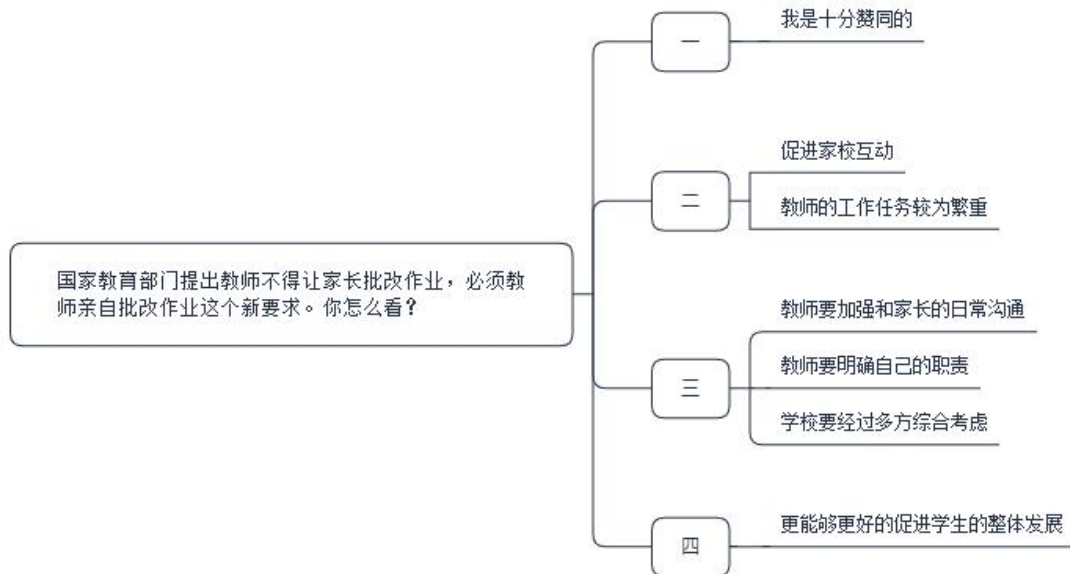 国家教育部门提出教师不得让家长批改作业，必须教
师亲自批改作业这个新要求。你怎么看？
一
我是十分赞同的
二
促进家校互动
教师的工作任务较为繁重
三
教师要加强和家长的日常沟通
教师要明确自己的职责
学校要经过多方综合考虑
四
更能够更好的促进学生的整体发展